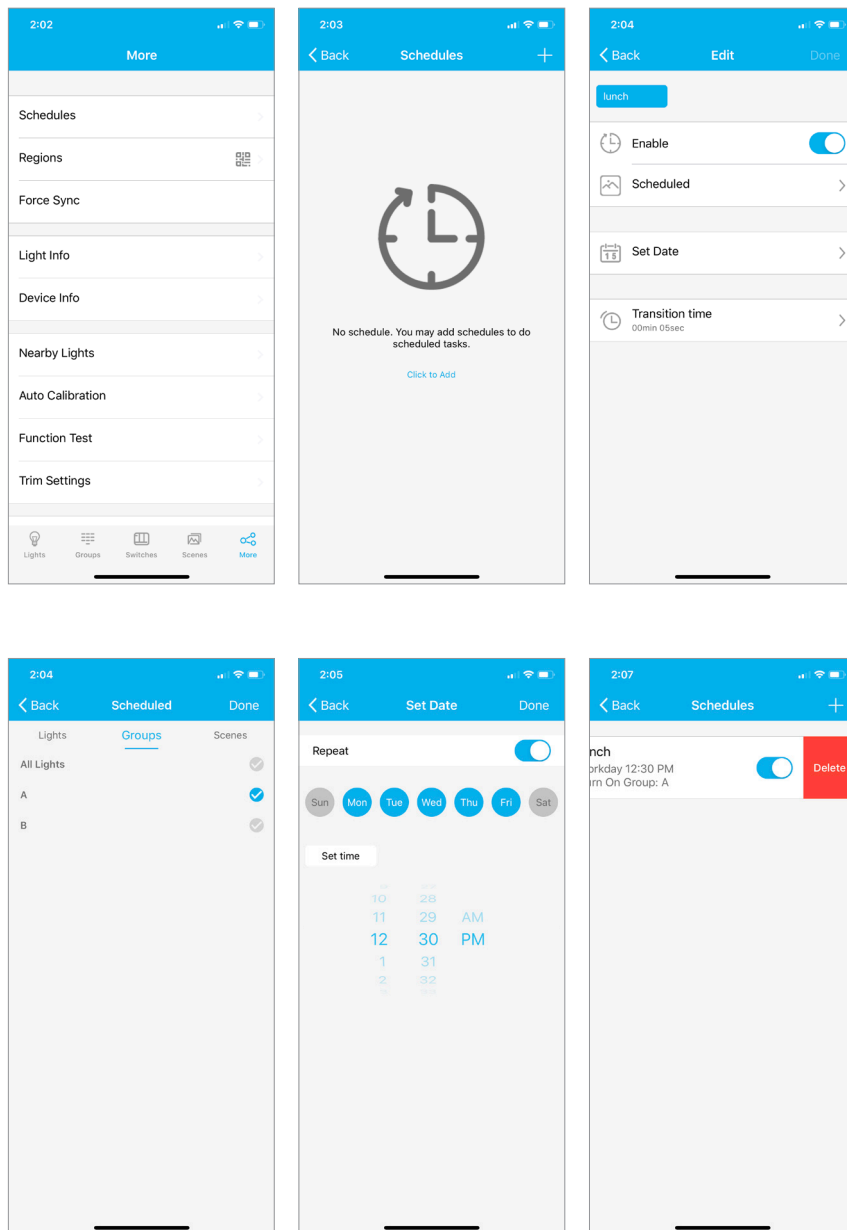 2:02
More
Schedules
Regions
Force Sync
Light Info
Device Info
Nearby Lights
Auto Calibration
Function Test
Trim Settings
Lights Groups Switches Scenes More
2:03
Back Schedules +
No schedule. You may add schedules to do
scheduled tasks.
Click to Add
2:04
Back Edit Done
lunch
Enable
Scheduled
15 Set Date
Transition time
00min 05sec
2:04
Back Scheduled Done
Lights Groups Scenes
All Lights
A
B
2:05
Back Set Date Done
Repeat
Sun Mon Tue Wed Thu Fri Sat
Set time
10 28
11 29 AM
12 30 PM
1 31
2 32
2:07
Back Schedules +
nch
orkday 12:30 PM
urn On Group: A
Delete